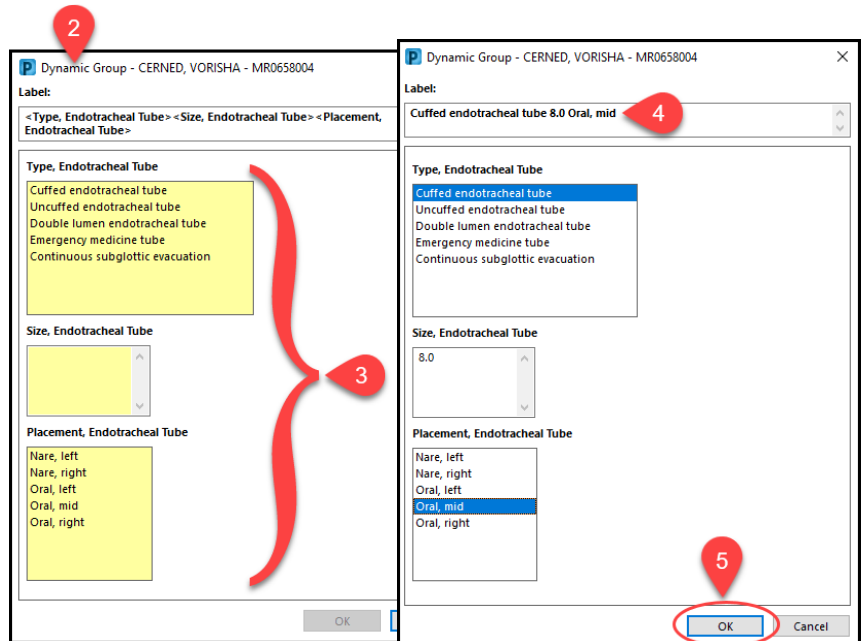 2
Dynamic Group - CERNED, VORISHA - MR0658004
Label:
<Type, Endotracheal Tube> <Size, Endotracheal Tube> <Placement,
Endotracheal Tube>
Type, Endotracheal Tube
Cuffed endotracheal tube
Uncuffed endotracheal tube
Double lumen endotracheal tube
Emergency medicine tube
Continuous subglottic evacuation
Size, Endotracheal Tube
3
Placement, Endotracheal Tube
Nare, left
Nare, right
Oral, left
Oral, mid
Oral, right
OK
Dynamic Group - CERNED, VORISHA - MR0658004
Label:
Cuffed endotracheal tube 8.0 Oral, mid
4
Type, Endotracheal Tube
Cuffed endotracheal tube
Uncuffed endotracheal tube
Double lumen endotracheal tube
Emergency medicine tube
Continuous subglottic evacuation
Size, Endotracheal Tube
8.0
Placement, Endotracheal Tube
Nare, left
Nare, right
Oral, left
Oral, mid
Oral, right
5
OK
Cancel